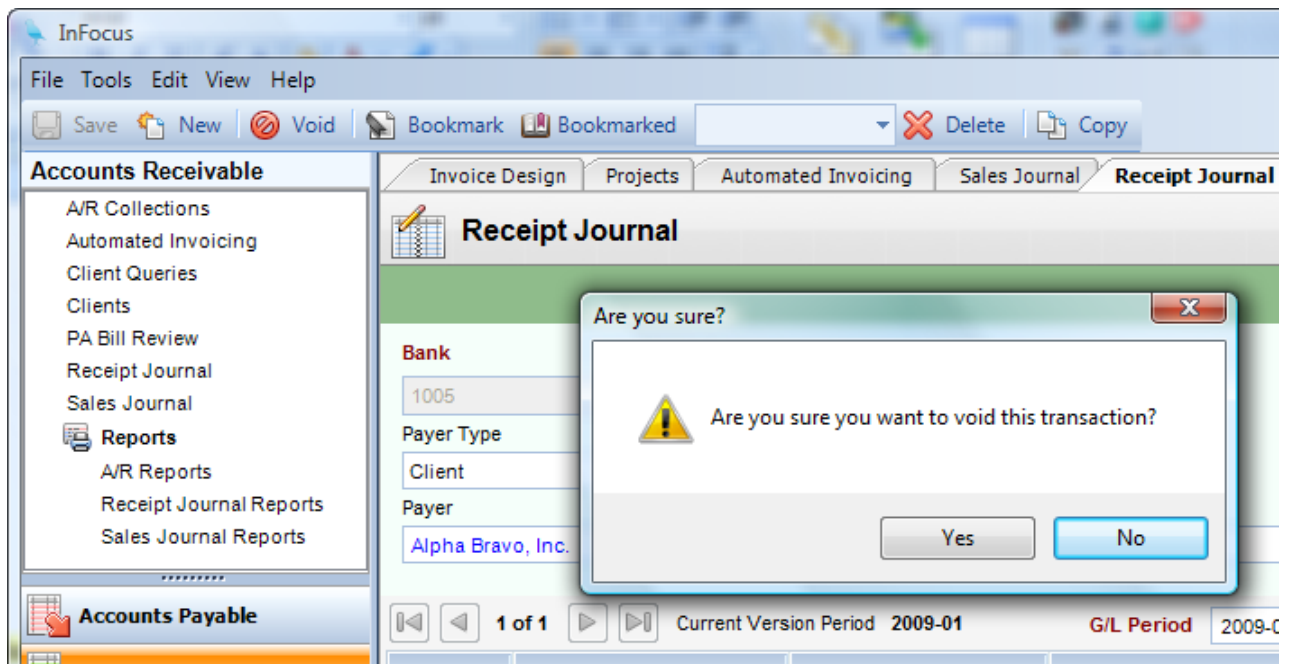 InFocus
File Tools Edit View Help
Save New Void Bookmark Bookmarked Delete Copy
Accounts Receivable
Invoice Design Projects Automated Invoicing Sales Journal Receipt Journal
A/R Collections
Automated Invoicing
Client Queries
Clients
PA Bill Review
Receipt Journal
Sales Journal
Reports
A/R Reports
Receipt Journal Reports
Sales Journal Reports
Accounts Payable
Receipt Journal
Bank
1005
Payer Type
Client
Payer
Alpha Bravo, Inc.
Are you sure?
Are you sure you want to void this transaction?
Yes No
1 of 1 Current Version Period 2009-01 G/L Period 2009-0